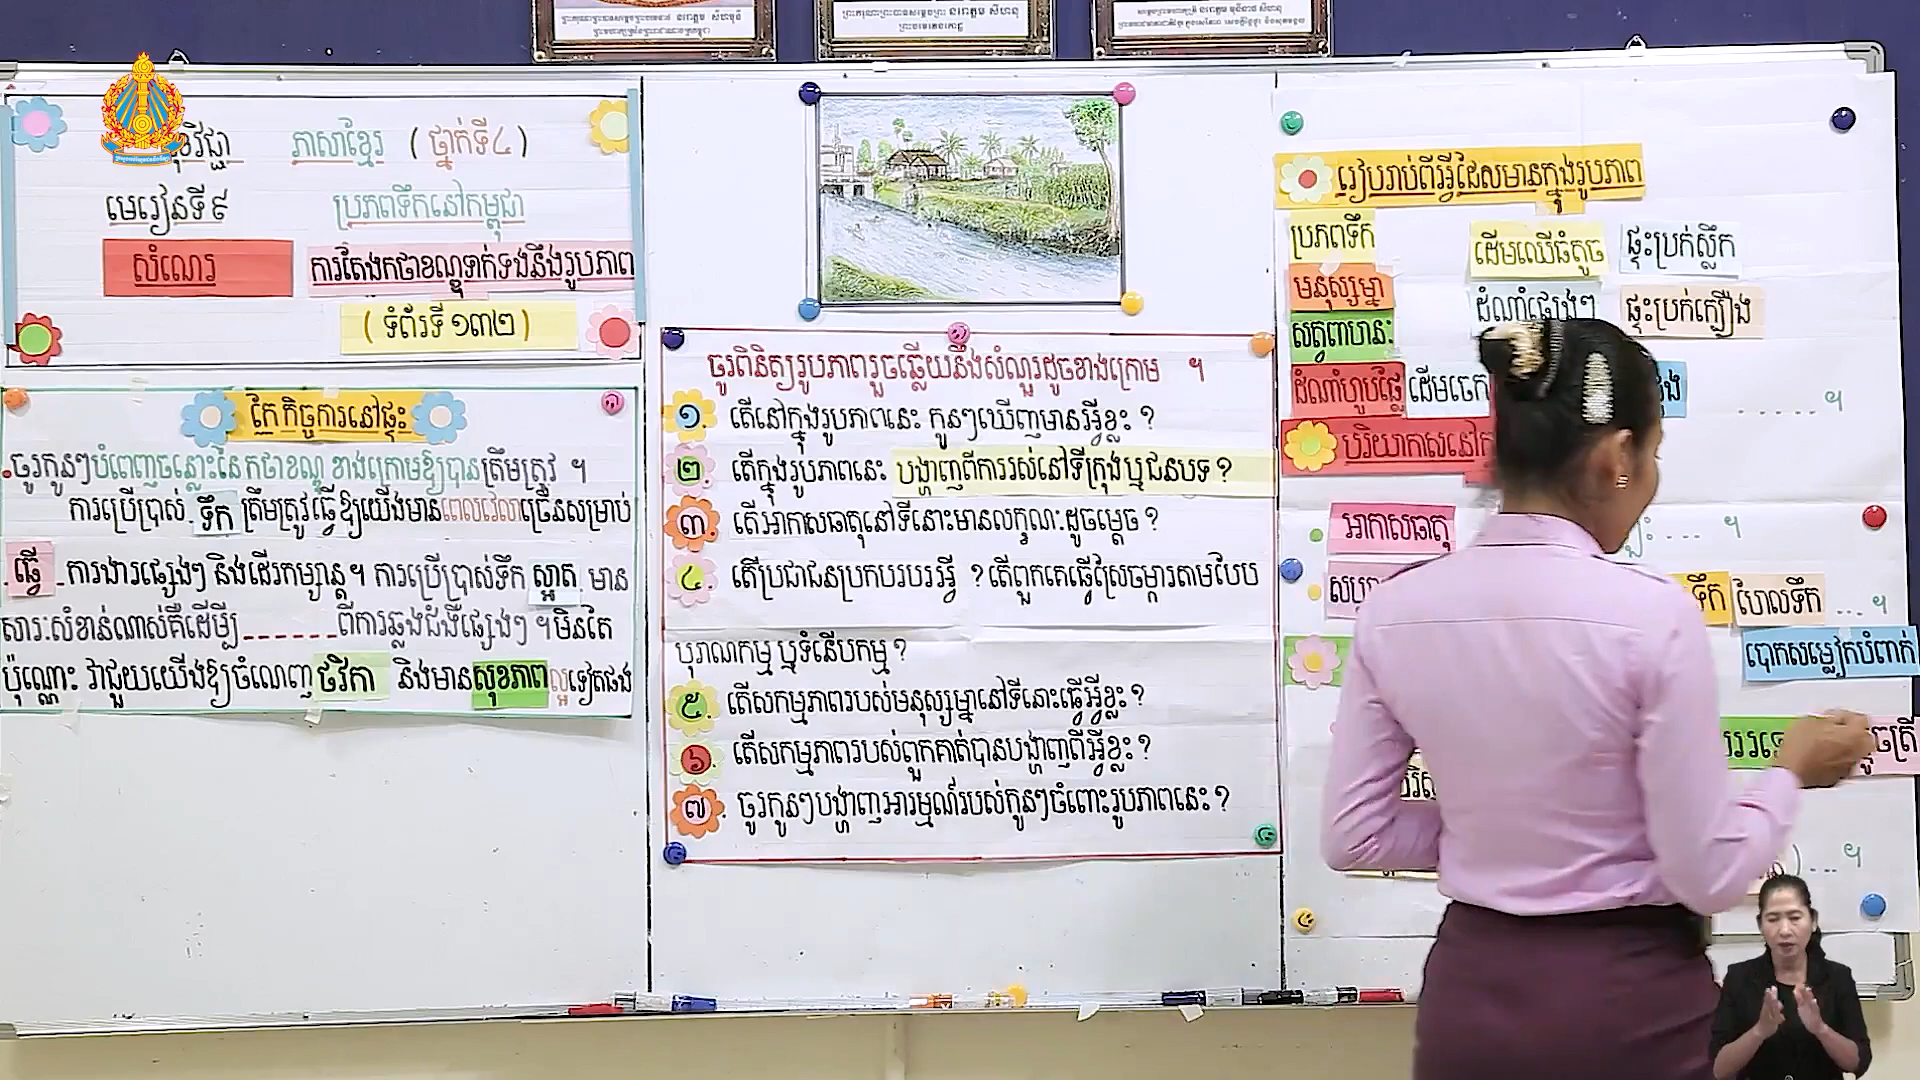 ភាសាខ្មែរ (ថ្នាក់ទី៤)
មេរៀនទី៩ ប្រភពទឹកនៅកម្ពុជា
សំណេរ ការតែងកថាខណ្ឌទាក់ទងនឹងរូបភាព
(ទំព័រទី១៣២)
កែកិច្ចការនៅផ្ទះ
ចូរកូនៗបំពេញចន្លោះនៃកថាខណ្ឌខាងក្រោមឱ្យបានត្រឹមត្រូវ ។
ការប្រើប្រាស់ ទឹក ត្រឹមត្រូវធ្វើឱ្យយើងមានពេលវេលាច្រើនសម្រាប់
ធ្វើ ការងារផ្សេងៗ និងដើរកម្សាន្ត។ ការប្រើប្រាស់ទឹក ស្អាត មាន
សារៈសំខាន់ណាស់គឺដើម្បី______ពីការឆ្លងជំងឺផ្សេងៗ ។មិនតែ
ប៉ុណ្ណោះ វាជួយយើងឱ្យចំណេញថវិកា និងមានសុខភាពល្អទៀតផង
ចូរពិនិត្យរូបភាពរួចឆ្លើយនឹងសំណួរដូចខាងក្រោម ។
១. តើនៅក្នុងរូបភាពនេះ កូនៗឃើញមានអ្វីខ្លះ ?
២. តើក្នុងរូបភាពនេះ បង្ហាញពីការរស់នៅទីក្រុងឬជនបទ ?
៣. តើអាកាសធាតុនៅទីនោះមានលក្ខណៈដូចម្តេច ?
៤. តើប្រជាជនប្រកបរបរអ្វី ? តើពួកគេធ្វើស្រែចម្ការតាមបែប
បុរាណកម្ម ឬទំនើបកម្ម ?
៥. តើសកម្មភាពរបស់មនុស្សម្នានៅទីនោះធ្វើអ្វីខ្លះ ?
៦. តើសកម្មភាពរបស់ពួកគាត់បានបង្ហាញពីអ្វីខ្លះ ?
៧. ចូរកូនៗបង្ហាញអារម្មណ៍របស់កូនៗចំពោះរូបភាពនេះ ?
រៀបរាប់ពីអ្វីដែលមានក្នុងរូបភាព
ប្រភពទឹក ដើមឈើធំតូច ផ្ទះប្រក់ស្លឹក
មនុស្សម្នា ដំណាំផ្សេងៗ ផ្ទះប្រក់ក្បឿង
សត្វពាហនៈ
ដំណាំហូបផ្លែ ដើមចេក ..... ។
បរិយាកាសនៅ
អាកាសធាតុ .... ។
ទឹក ហែលទឹក ... ។
បោកសម្លៀកបំពាក់